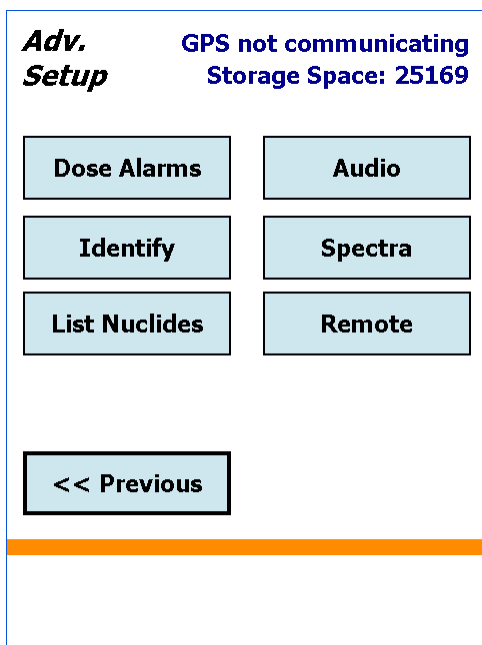 Adv. GPS not communicating
Setup Storage Space: 25169
Dose Alarms Audio
Identify Spectra
List Nuclides Remote
<< Previous